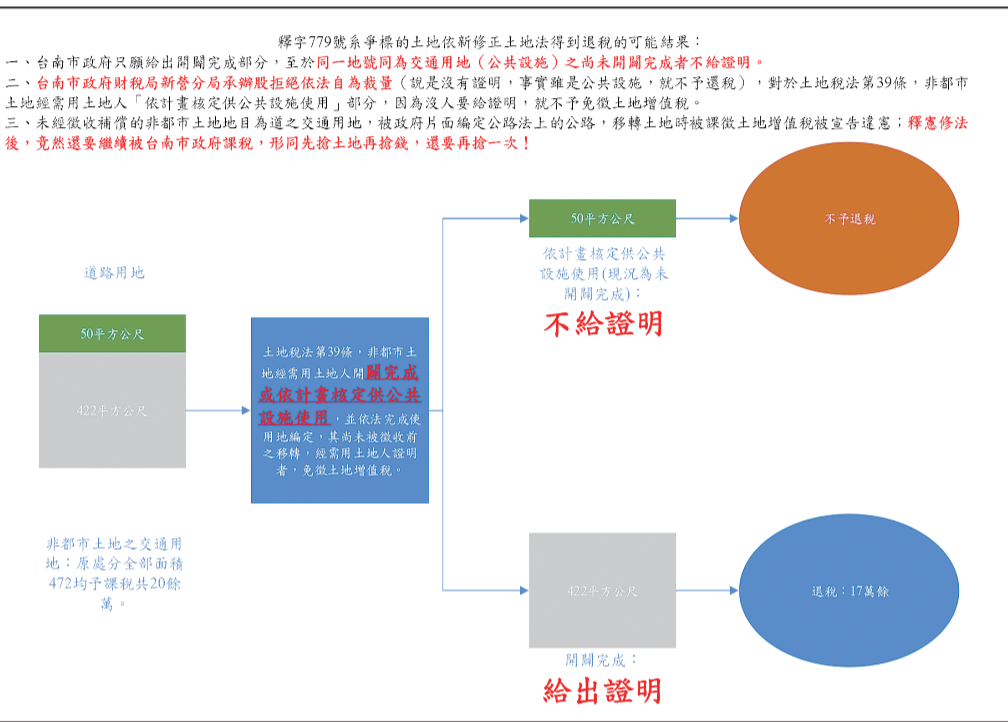 釋字779號系爭標的土地依新修正土地法得到退稅的可能結果：
一、台南市政府只願給出開闢完成部分，至於同一地號同為交通用地（公共設施）之尚未開闢完成者不給證明。
二、台南市政府財稅局新營分局承辦股拒絕依法自為裁量（說是沒有證明，事實雖是公共設施，就不予還稅），對於土地稅法第39條，非都市
土地經需用土地人「依計畫核定供公共設施使用」部分，因為沒人要給證明，就不予免徵土地增值稅。
三、未經徵收補償的非都市土地地目為道之交通用地，被政府片面編定公路法上的公路，移轉土地時被課徵土地增值稅被宣告違憲；釋憲修法
後，竟然還要繼續被台南市政府課稅，形同先搶土地再搶錢，還要再搶一次！
道路用地
50平方公尺
422平方公尺
非都市土地之交通用
地：原處分全部面積
472均予課稅共20餘
萬。
土地稅法第39條，非都市土
地經需用土地人開闢完成
或依計畫核定供公共
設施使用，並依法完成使
用地編定，其尚未被徵收前
之移轉，經需用土地人證明
者，免徵土地增值稅。
50平方公尺
依計畫核定供公共
設施使用(現況為未
開闢完成)：
不給證明
不予退稅
422平方公尺
開闢完成：
給出證明
退稅：17萬餘